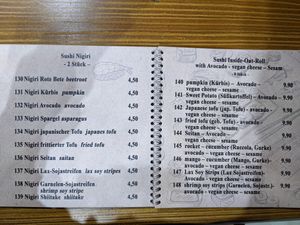 Sushi Nigiri
- 2 Stück -
130 Nigiri Rote Bete beetroot 4,50
131 Nigiri Kürbis pumpkin 4,50
132 Nigiri Avocado avocado 4,50
133 Nigiri Spargel asparagus 4,50
134 Nigiri japanischer Tofu japanes tofu 4,50
135 Nigiri frittierter Tofu fried tofu 4,50
136 Nigiri Seitan saitan 4,50
137 Nigiri Lax-Sojastreifen lax-soystripes 4,50
138 Nigiri Garnelen-Sojastreifen 4,50
shrimp soy stripe
139 Nigiri Shiitake shiitake 4,50
Sushi Inside-Out-Roll
with Avocado - vegan cheese - Sesame
140 pumpkin (Kürbis) – Avocado - 9,90
vegan cheese - sesame
141 Sweet Potato (Süßkartoffel) - Avocado 9,90
- vegan cheese - sesame
142 Japanese tofu (jap. Tofu) - avocado 9,90
- vegan cheese - sesame
143 fried tofu (geb. Tofu) - Avocado - 9,90
vegan cheese - sesame
144 Seitan - Avocado - 9,90
vegan cheese - sesame
145 rocket - cucumber (Ruccola, Gurke) 9,90
- avocado - vegan cheese - sesame
146 mango - cucumber (Mango, Gurke) 9,90
- avocado - vegan cheese - sesame
147 Lax Soy Strips (Lax-Sojastreifen) 9,90
- Avocado - vegan cheese - sesame
148 shrimp soy strips (Garnelen, Sojastr.) 9,90
- avocado - vegan cheese - sesame